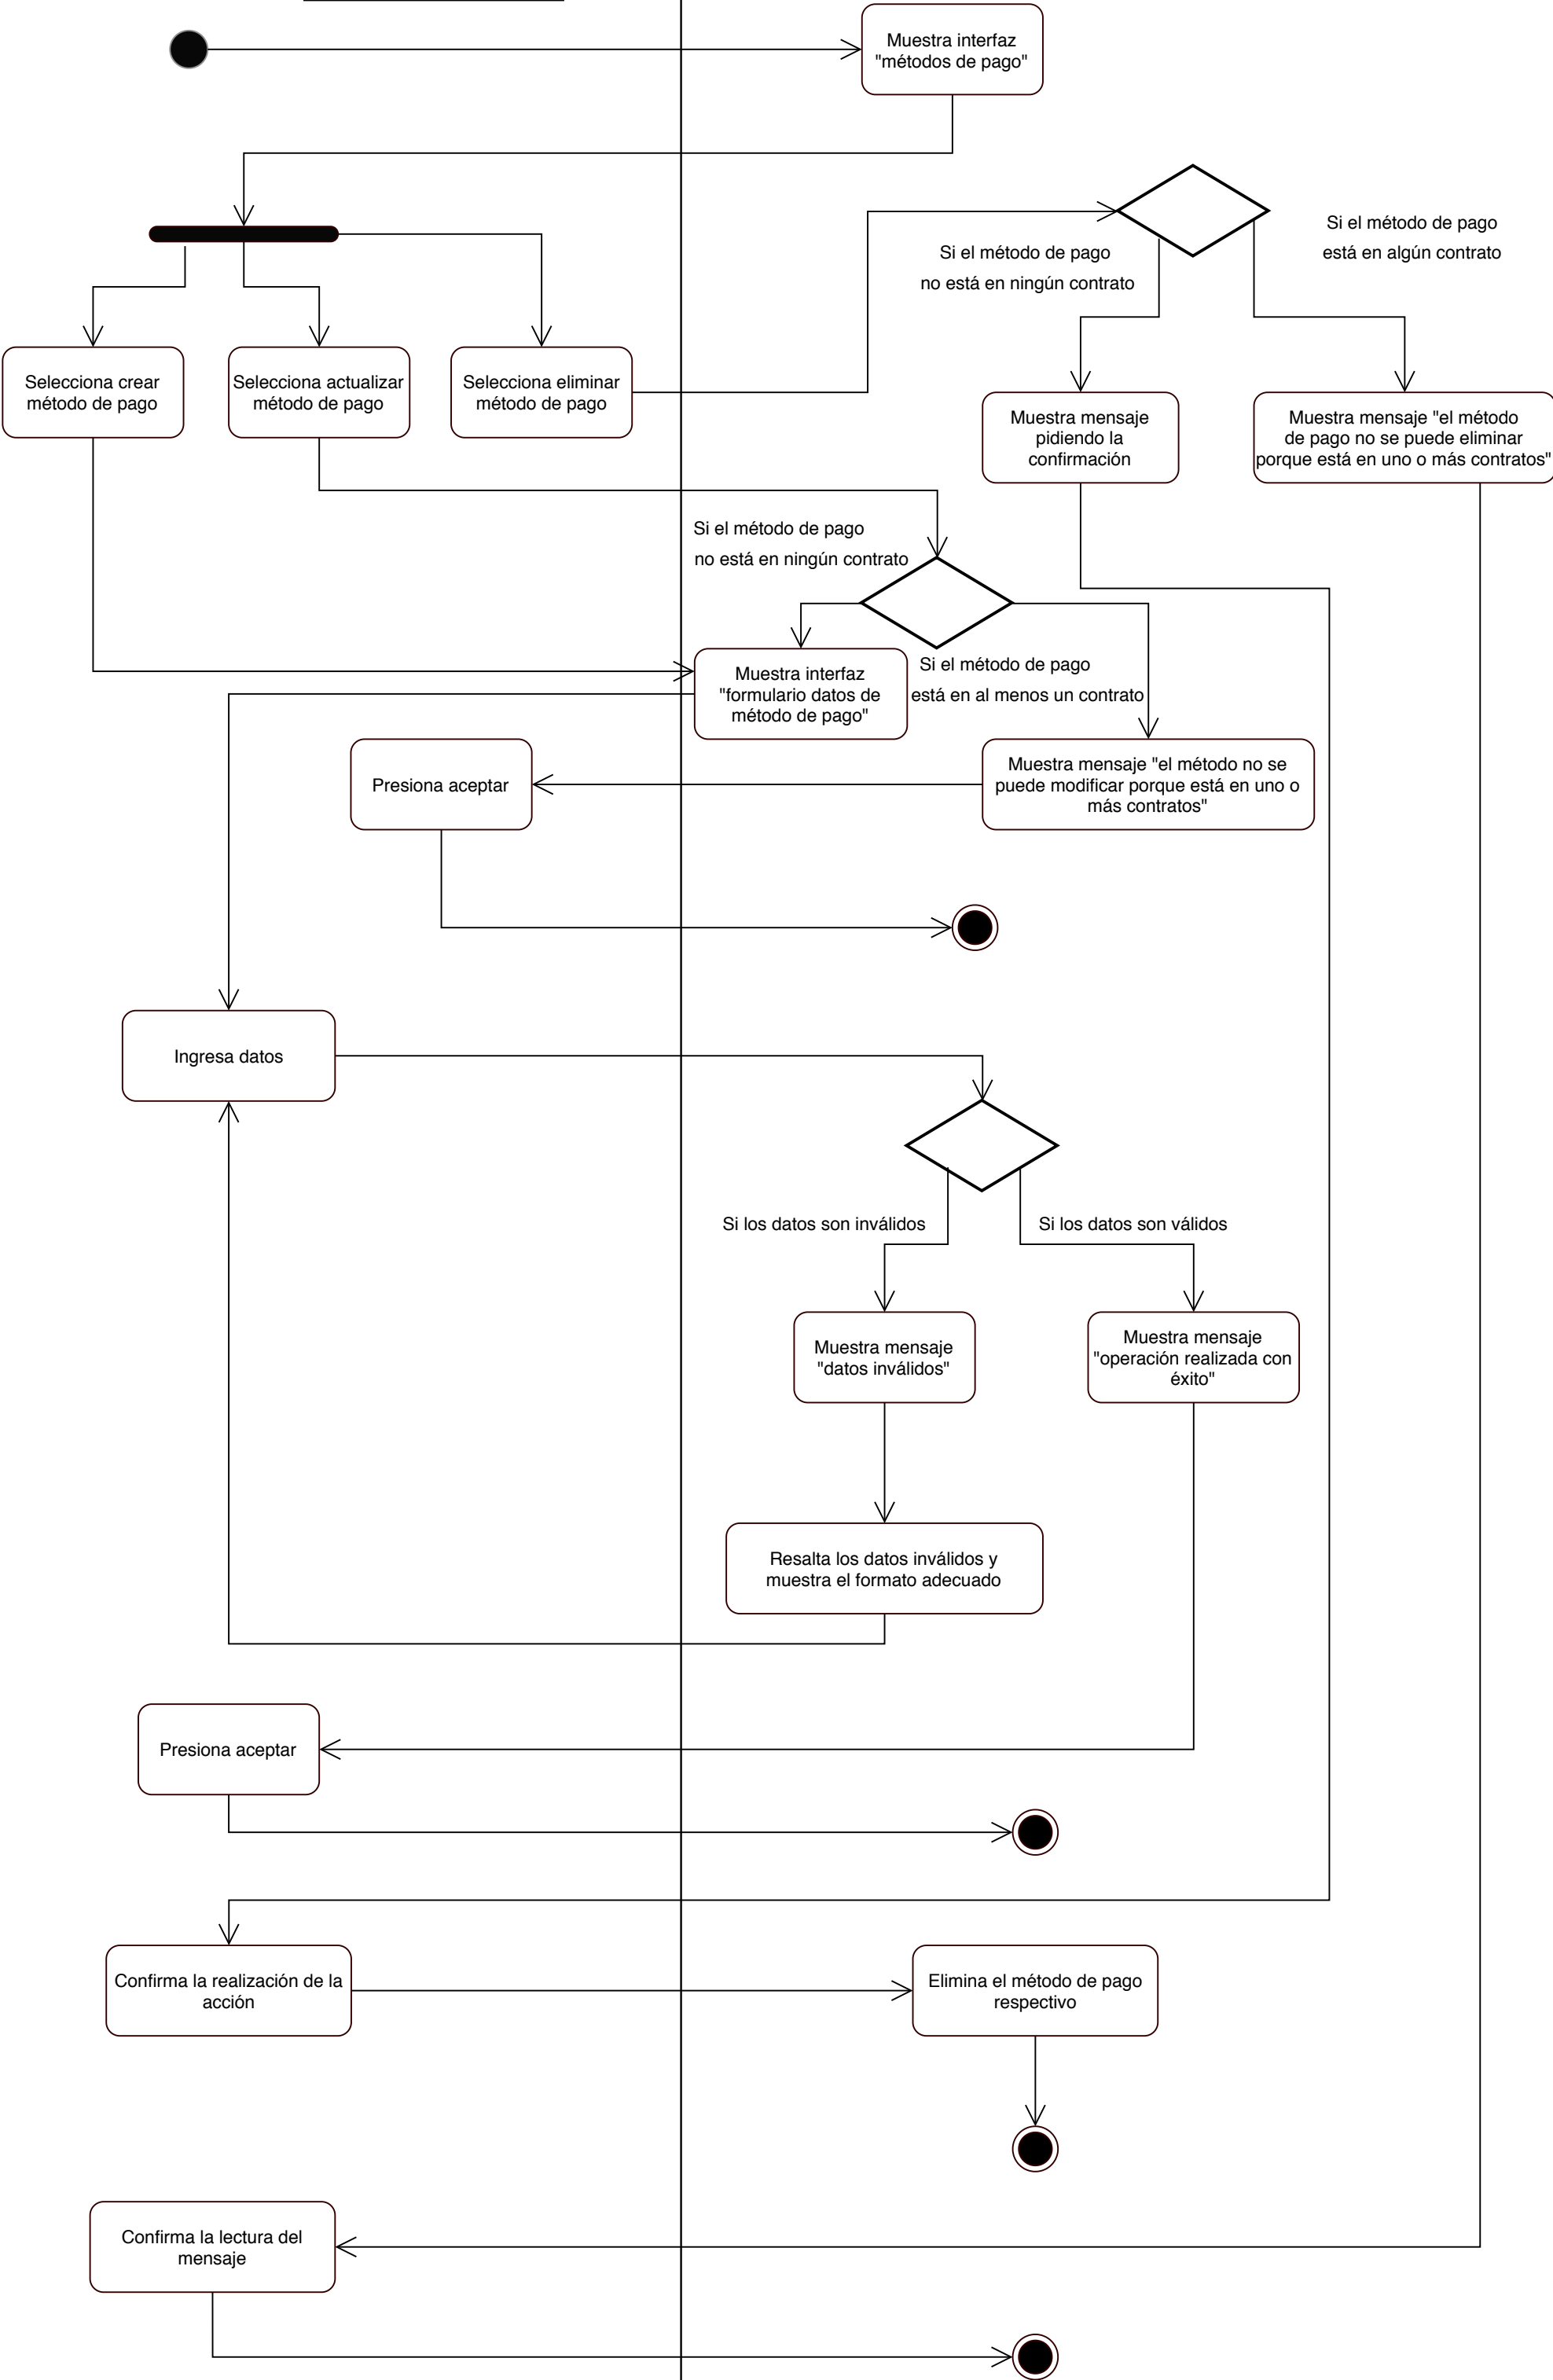 Muestra interfaz
"métodos de pago"
Si el método de pago
está en algún contrato
Si el método de pago
no está en ningún contrato
Selecciona crear
método de pago
Selecciona actualizar
método de pago
Selecciona eliminar
método de pago
Muestra mensaje
pidiendo la
confirmación
Muestra mensaje "el método
de pago no se puede eliminar
porque está en uno o más contratos"
Si el método de pago
no está en ningún contrato
Muestra interfaz
"formulario datos de
método de pago"
Si el método de pago
está en al menos un contrato
Presiona aceptar
Muestra mensaje "el método no se
puede modificar porque está en uno o
más contratos"
Ingresa datos
Si los datos son inválidos
Si los datos son válidos
Muestra mensaje
"datos inválidos"
Muestra mensaje
"operación realizada con
éxito"
Resalta los datos inválidos y
muestra el formato adecuado
Presiona aceptar
Confirma la realización de la
acción
Elimina el método de pago
respectivo
Confirma la lectura del
mensaje